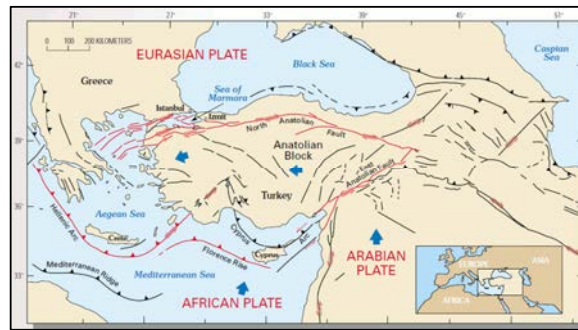 21°
27°
33°
39°
45°
51°
0 100 200 KILOMETERS
EURASIAN PLATE
Black Sea
Caspian
Sea
42°
Greece
Sea of
Marmara
Istanbul
Izmit
North Anatolian
Fault
39°
Anatolian
Block
East
Anatolian Fault
Turkey
36°
Aegean Sea
Hellenic Arc
Crete
Cyprus
Arc
Cyprus
Florence Rise
ARABIAN
PLATE
33°
Mediterranean Ridge
Mediterranean Sea
AFRICAN PLATE
EUROPE
ASIA
AFRICA